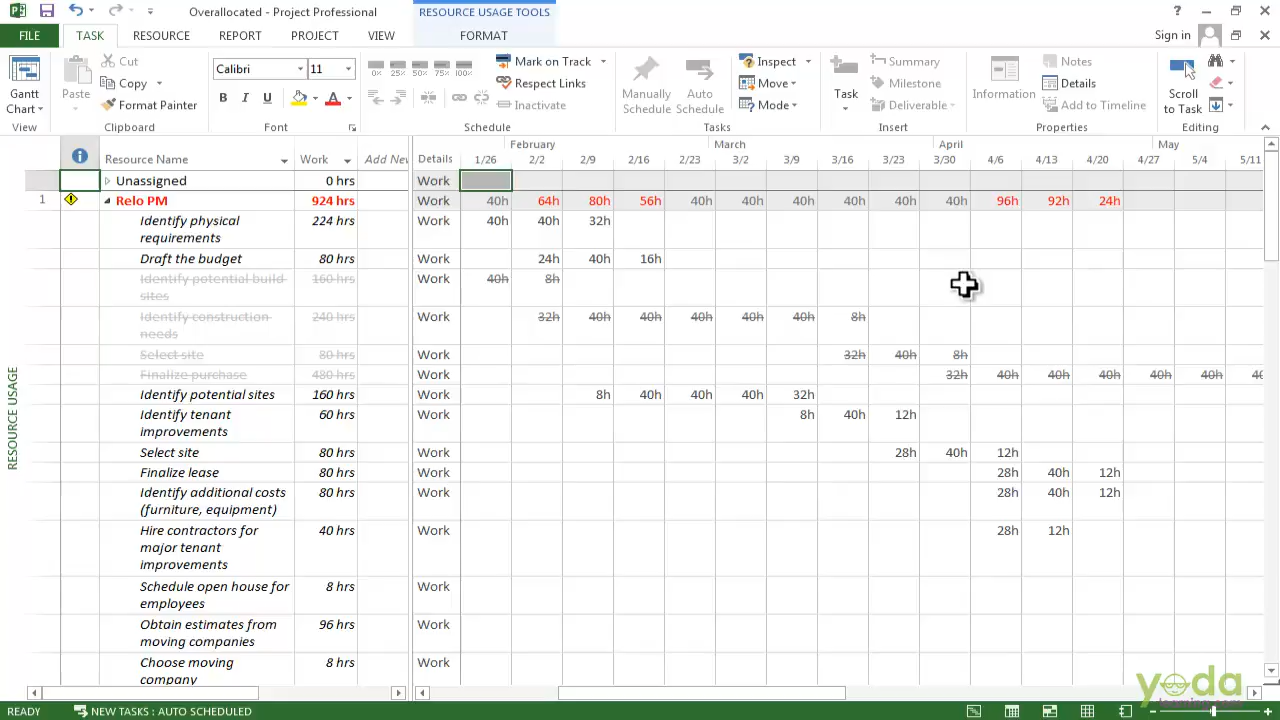 Overallocated - Project Professional
RESOURCE USAGE TOOLS
?
FILE TASK RESOURCE REPORT PROJECT VIEW FORMAT Sign in
Gantt Chart
View
Paste
Cut
Copy
Format Painter
Clipboard
Calibri 11
B I U A
Font
0% 25% 50% 75% 100%
Mark on Track
Respect Links
Inactivate
Schedule
Manually Schedule
Auto Schedule
Inspect
Move
Mode
Tasks
Task
Summary
Milestone
Deliverable
Insert
Information
Notes
Details
Add to Timeline
Properties
Scroll to Task
Editing
February March April May
Resource Name Work Add New Details 1/26 2/2 2/9 2/16 2/23 3/2 3/9 3/16 3/23 3/30 4/6 4/13 4/20 4/27 5/4 5/11
Unassigned 0 hrs Work
1 Relo PM 924 hrs Work 40h 64h 80h 56h 40h 40h 40h 40h 40h 40h 96h 92h 24h
Identify physical 224 hrs Work 40h 40h 32h
requirements
Draft the budget 80 hrs Work 24h 40h 16h
Identify potential build 160 hrs Work 40h 8h
sites
Identify construction 240 hrs Work 32h 40h 40h 40h 40h 40h 8h
needs
Select site 80 hrs Work 32h 40h 8h
Finalize purchase 480 hrs Work 32h 40h 40h 40h 40h 40h 40
Identify potential sites 160 hrs Work 8h 40h 40h 40h 32h
Identify tenant 60 hrs Work 8h 40h 12h
improvements
Select site 80 hrs Work 28h 40h 12h
Finalize lease 80 hrs Work 28h 40h 12h
Identify additional costs 80 hrs Work 28h 40h 12h
(furniture, equipment)
Hire contractors for 40 hrs Work 28h 12h
major tenant
improvements
Schedule open house for 8 hrs Work
employees
Obtain estimates from 96 hrs Work
moving companies
Choose moving 8 hrs Work
company
RESOURCE USAGE
yoda
learning.com
READY NEW TASKS : AUTO SCHEDULED